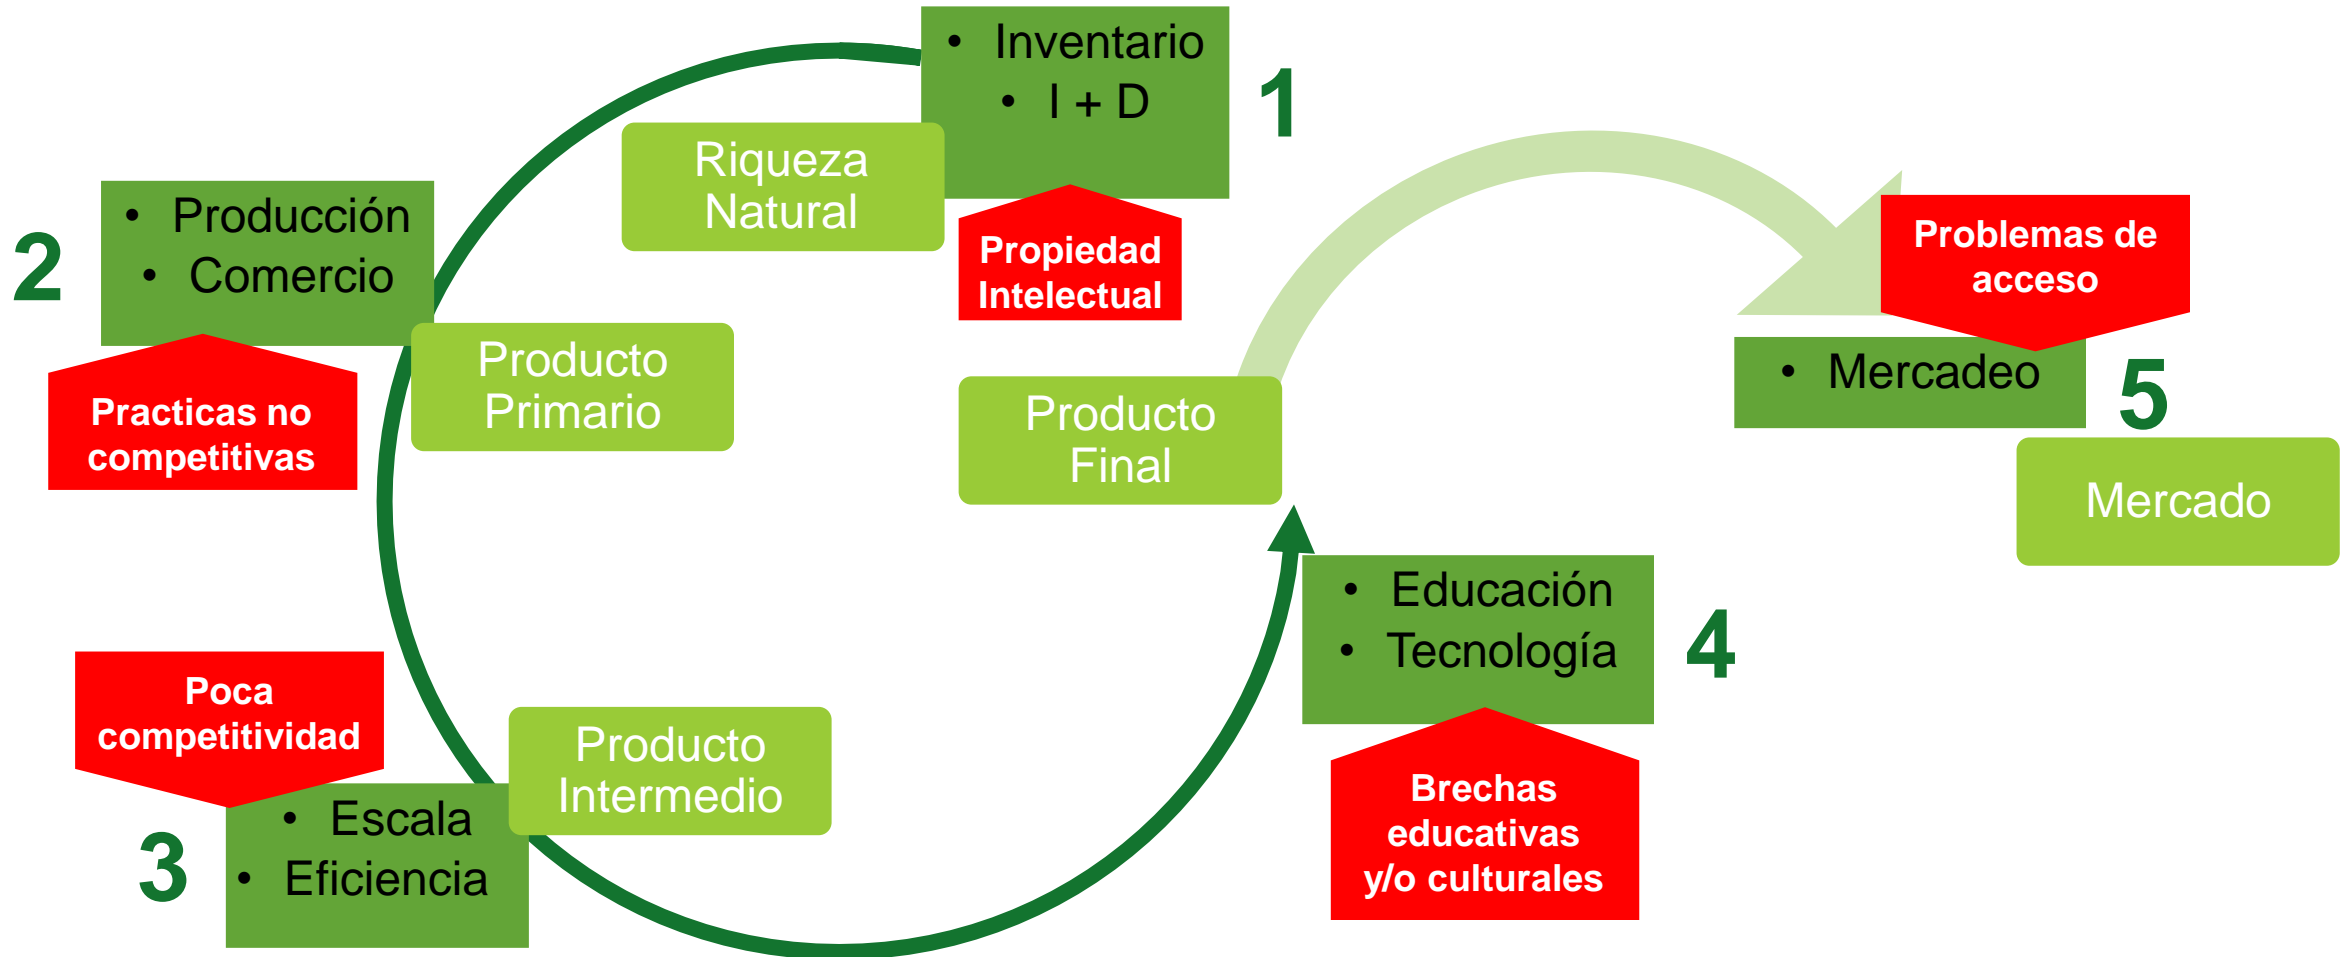 • Inventario
• I + D
1
Riqueza
Natural
Propiedad
Intelectual
2
• Producción
• Comercio
Producto
Primario
Practicas no
competitivas
Poca
competitividad
3
• Escala
• Eficiencia
Producto
Intermedio
Producto
Final
• Educación
• Tecnología
4
Brechas
educativas
y/o culturales
Problemas de
acceso
• Mercadeo
5
Mercado